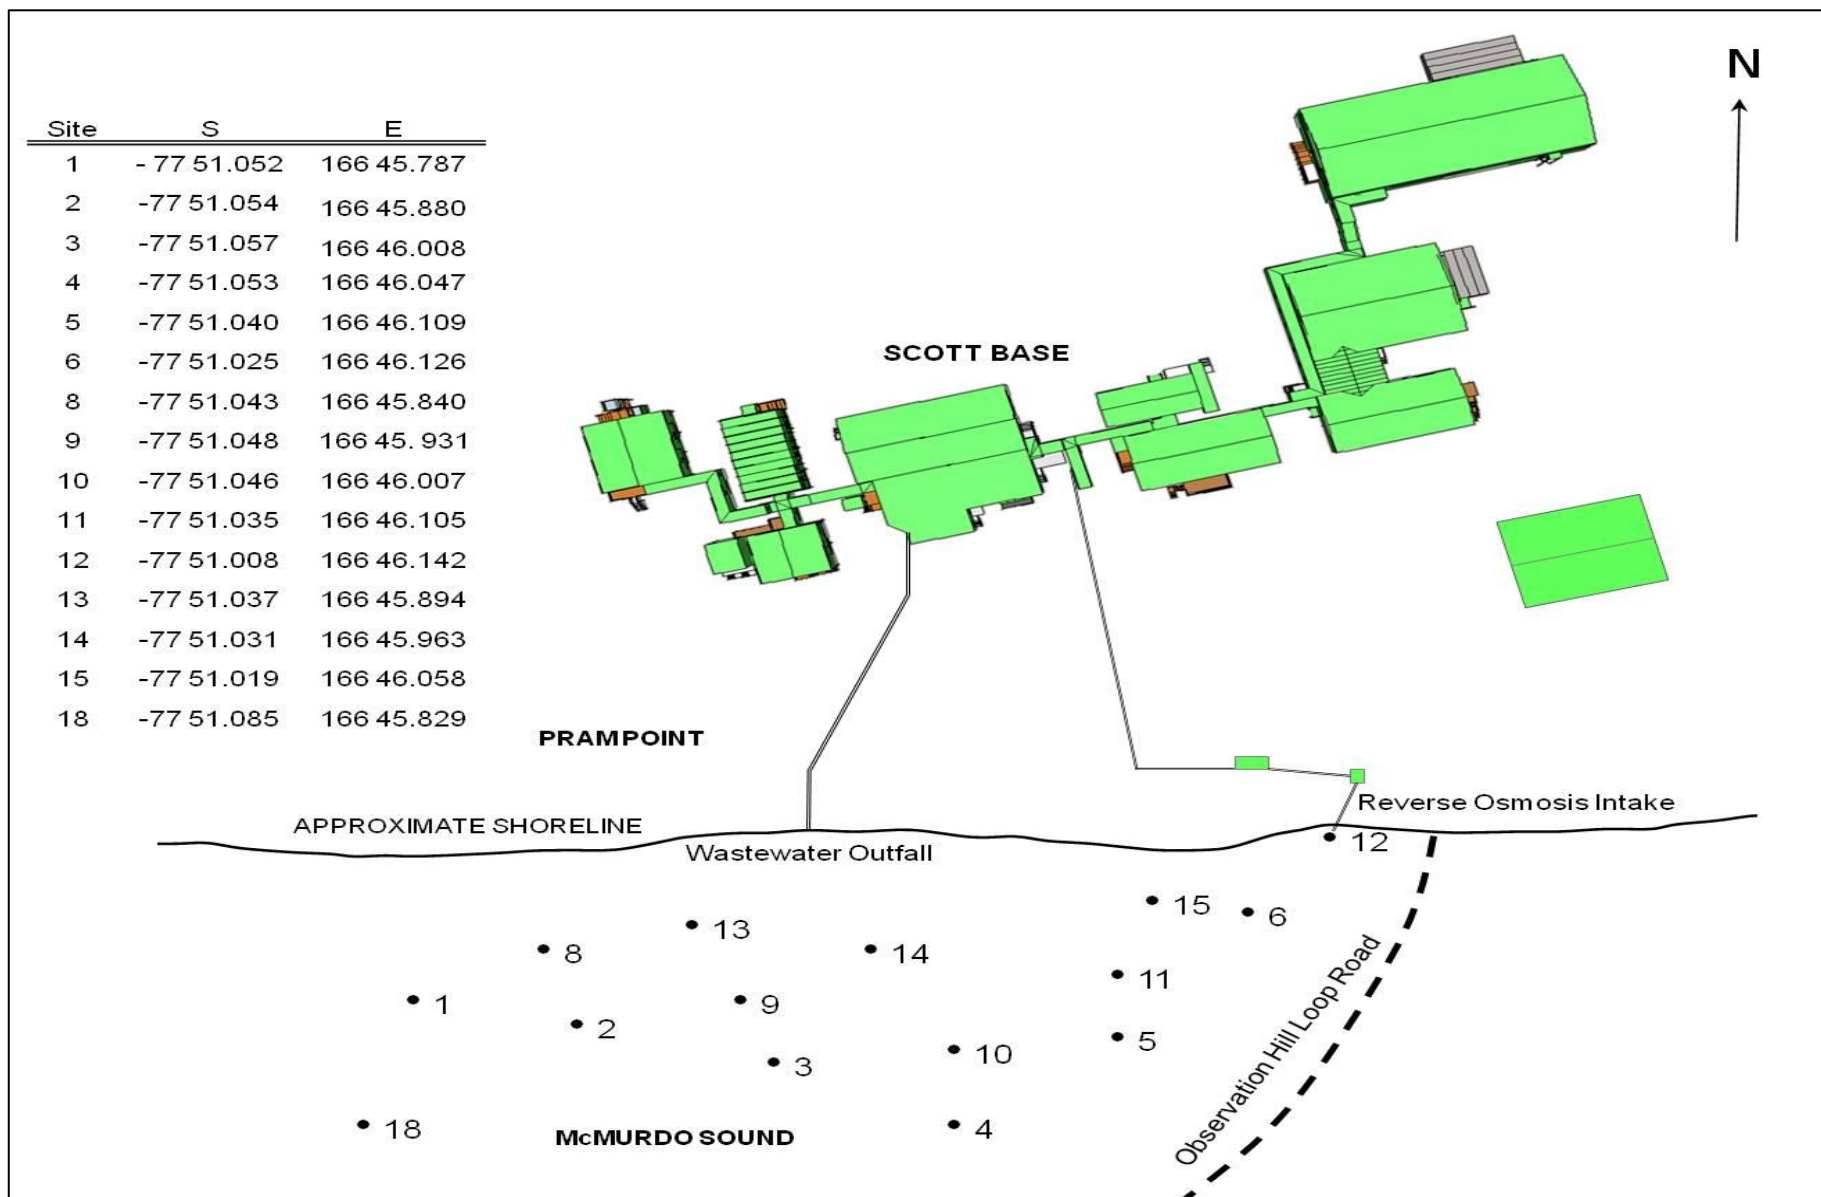 N
Site S E
1 - 77 51.052 166 45.787
2 -77 51.054 166 45.880
3 -77 51.057 166 46.008
4 -77 51.053 166 46.047
5 -77 51.040 166 46.109
6 -77 51.025 166 46.126
8 -77 51.043 166 45.840
9 -77 51.048 166 45. 931
10 -77 51.046 166 46.007
11 -77 51.035 166 46.105
12 -77 51.008 166 46.142
13 -77 51.037 166 45.894
14 -77 51.031 166 45.963
15 -77 51.019 166 46.058
18 -77 51.085 166 45.829
SCOTT BASE
PRAM POINT
Reverse Osmosis Intake
APPROXIMATE SHORELINE
12
Wastewater Outfall
15
6
13
8
14
11
1
9
2
5
10
3
18
4
McMURDO SOUND
Observation Hill Loop Road